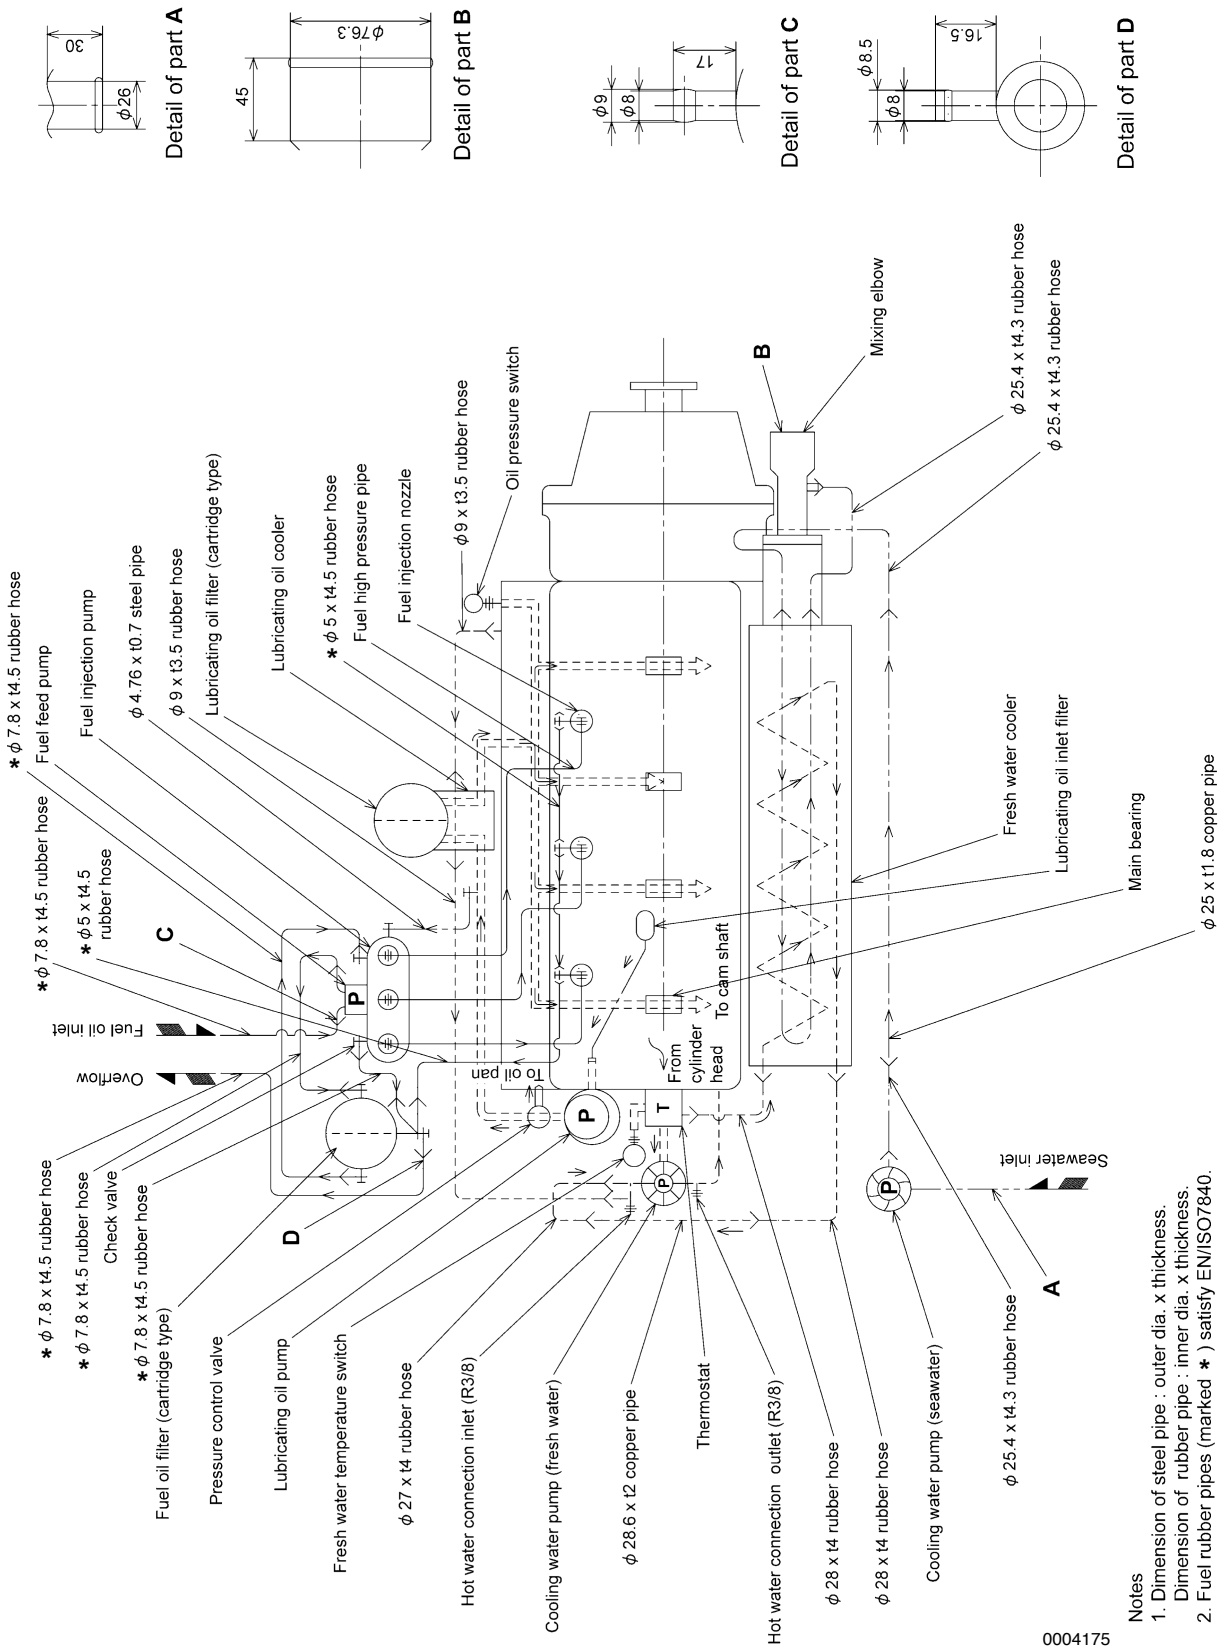 30
φ26
Detail of part A
φ76.3
45
Detail of part B
φ9
φ8
17
Detail of part C
φ8.5
φ8
16.5
Detail of part D
* φ 7.8 x t4.5 rubber hose
Fuel feed pump
Fuel injection pump
φ 4.76 x t0.7 steel pipe
φ 9 x t3.5 rubber hose
Lubricating oil filter (cartridge type)
Lubricating oil cooler
* φ 5 x t4.5 rubber hose
Fuel high pressure pipe
Fuel injection nozzle
φ 9 x t3.5 rubber hose
Oil pressure switch
B
Mixing elbow
φ 25.4 x t4.3 rubber hose
φ 25.4 x t4.3 rubber hose
*φ 7.8 x t4.5 rubber hose
* φ 5 x t4.5
rubber hose
C
Fuel oil inlet
Overflow
P
To oil pan
P
T
P
P
From
cylinder
head
To cam shaft
Seawater inlet
Fresh water cooler
Lubricating oil inlet filter
Main bearing
φ 25 x t1.8 copper pipe
* φ 7.8 x t4.5 rubber hose
* φ 7.8 x t4.5 rubber hose
Check valve
* φ 7.8 x t4.5 rubber hose
Fuel oil filter (cartridge type)
D
Pressure control valve
Lubricating oil pump
Fresh water temperature switch
φ 27 x t4 rubber hose
Hot water connection inlet (R3/8)
Cooling water pump (fresh water)
φ 28.6 x t2 copper pipe
Thermostat
Hot water connection outlet (R3/8)
φ 28 x t4 rubber hose
φ 28 x t4 rubber hose
Cooling water pump (seawater)
φ 25.4 x t4.3 rubber hose
A
Notes
1. Dimension of steel pipe : outer dia. x thickness.
Dimension of rubber pipe : inner dia. x thickness.
2. Fuel rubber pipes (marked * ) satisfy EN/ISO7840.
0004175